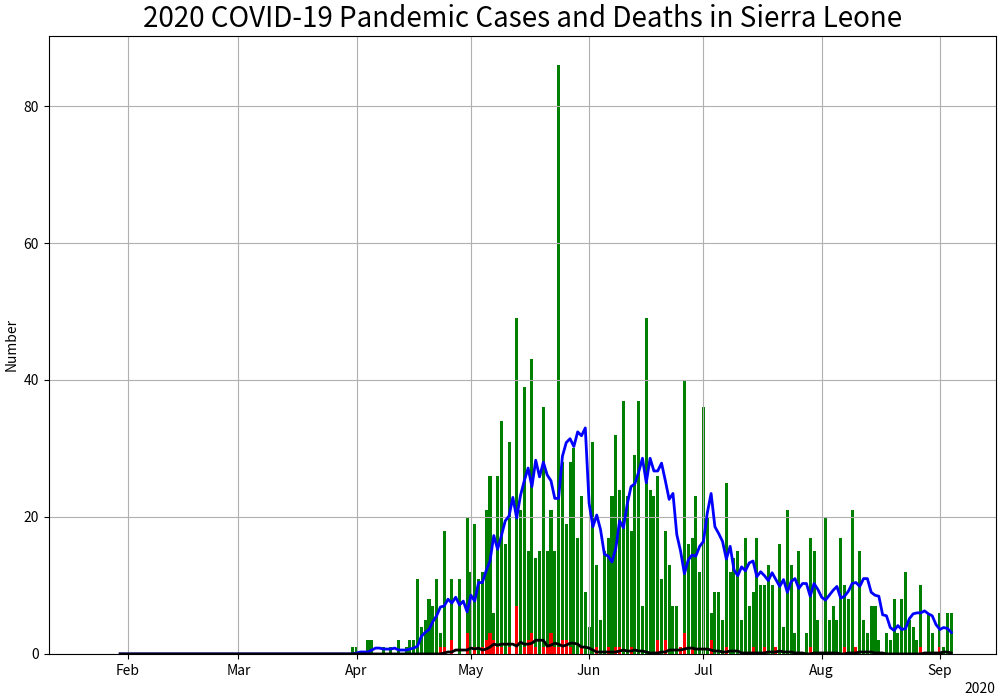 2020 COVID-19 Pandemic Cases and Deaths in Sierra Leone
Number
80
60
40
20
0
Feb Mar Apr May Jun Jul Aug Sep
2020